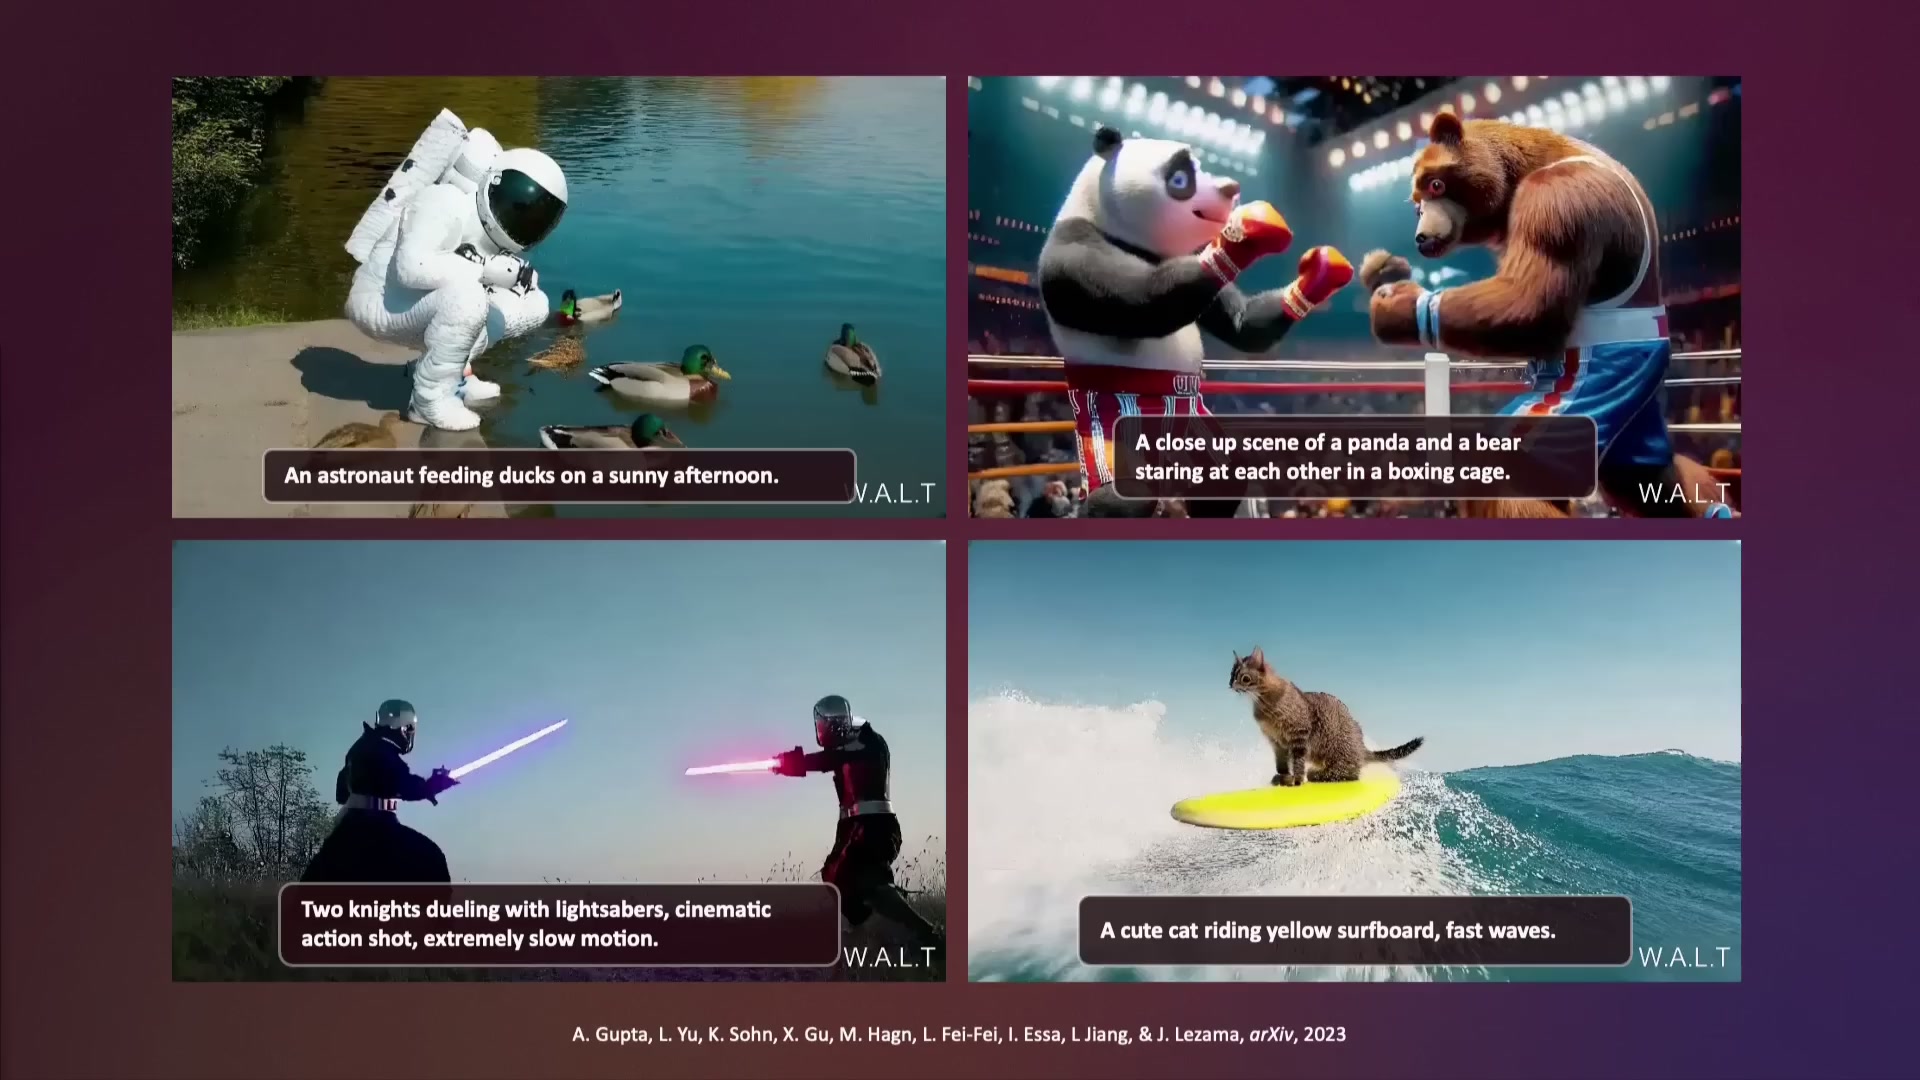 An astronaut feeding ducks on a sunny afternoon.
W.A.L.T
A close up scene of a panda and a bear
staring at each other in a boxing cage.
W.A.L.T
Two knights dueling with lightsabers, cinematic
action shot, extremely slow motion.
W.A.L.T
A cute cat riding yellow surfboard, fast waves.
W.A.L.T
A. Gupta, L. Yu, K. Sohn, X. Gu, M. Hagn, L. Fei-Fei, I. Essa, L Jiang, & J. Lezama, arXiv, 2023